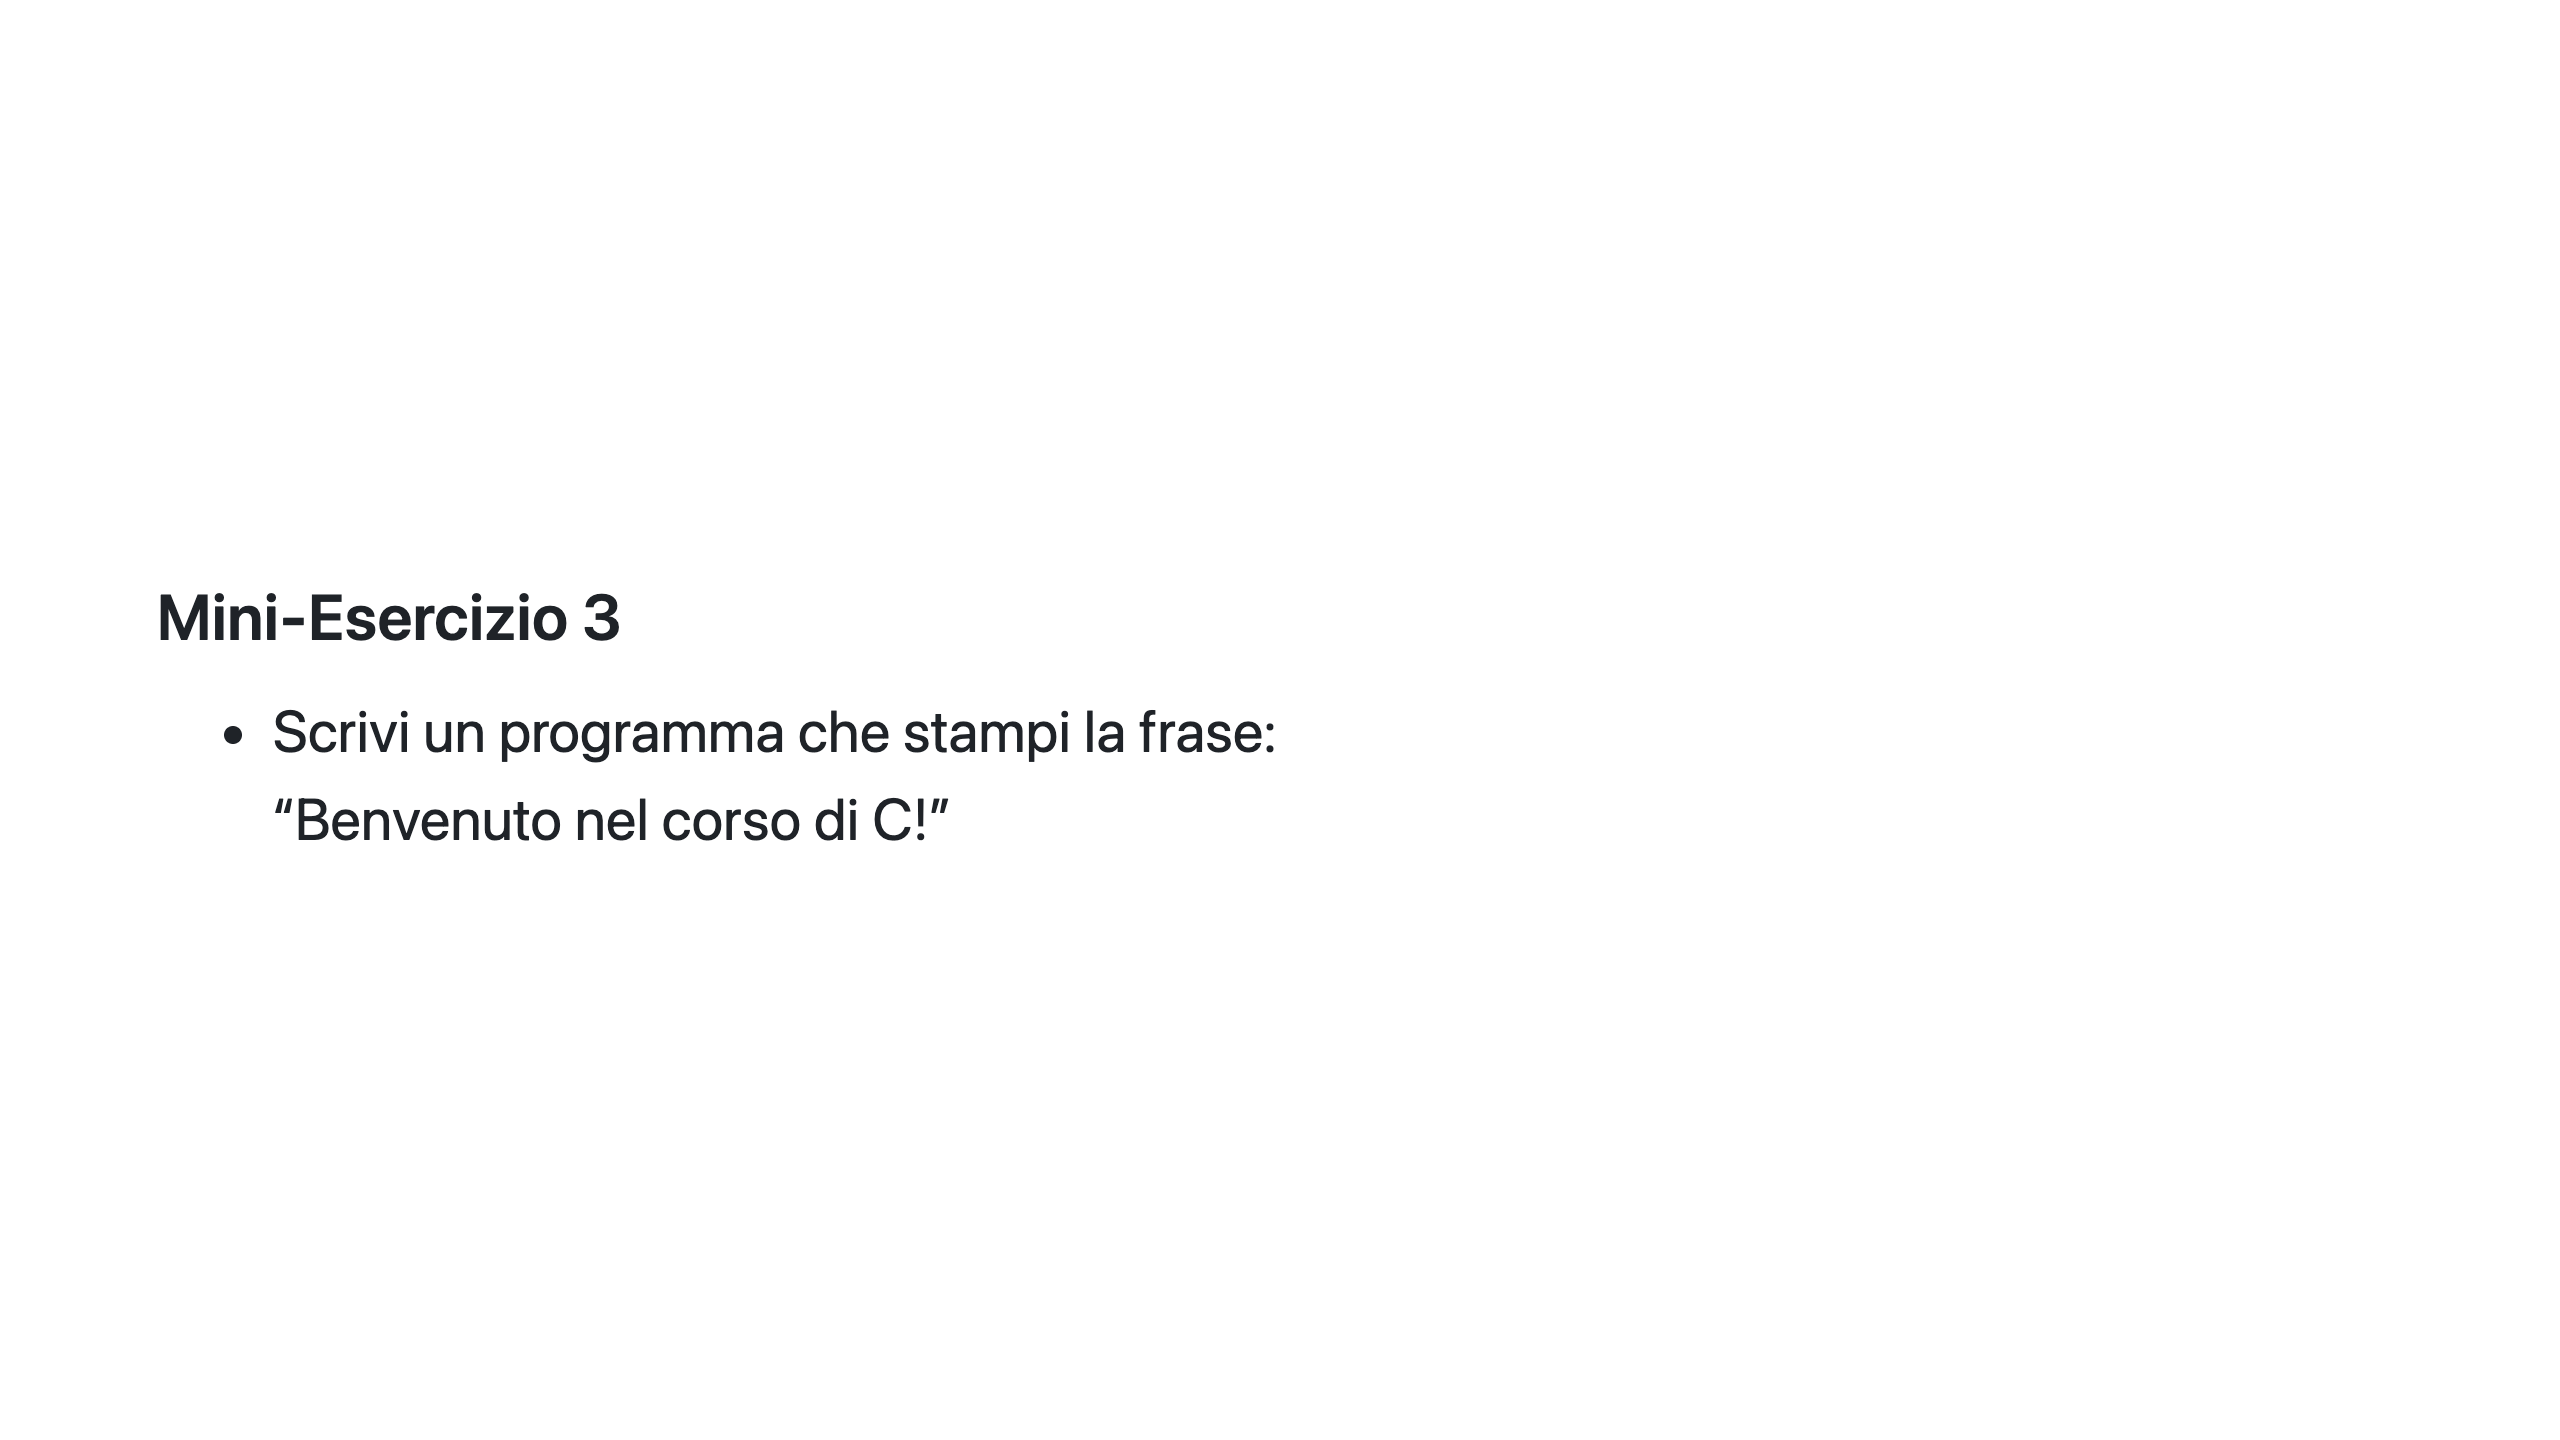 Mini-Esercizio 3
• Scrivi un programma che stampi la frase:
“Benvenuto nel corso di C!”